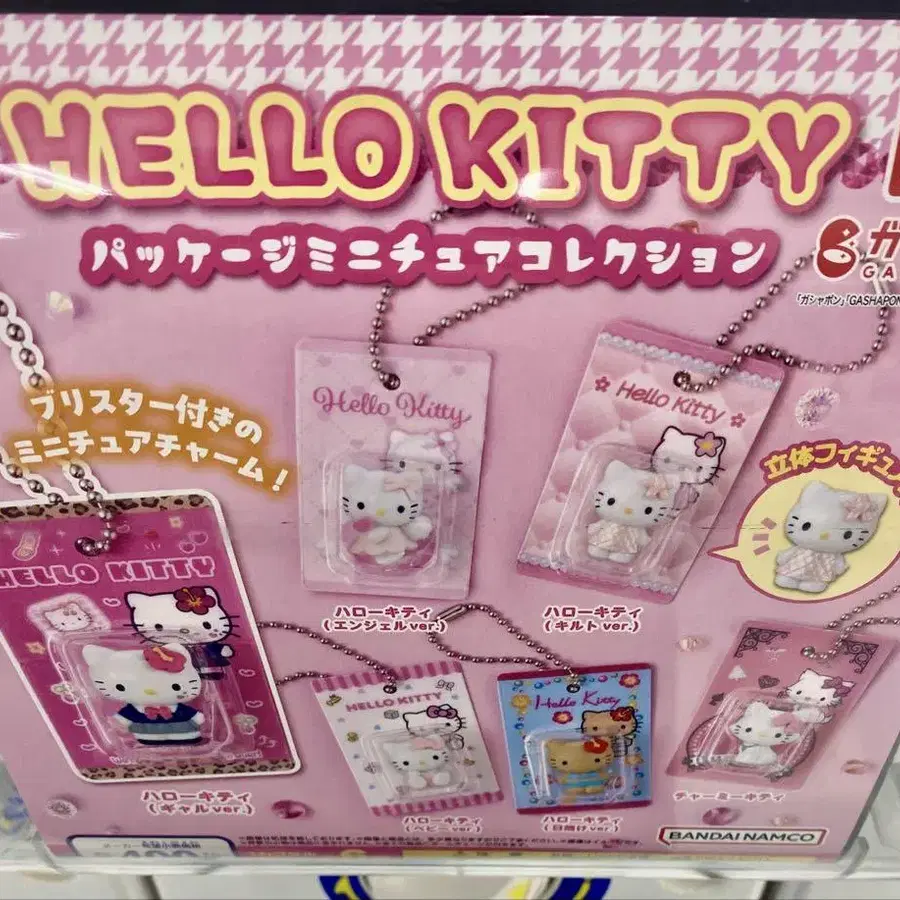 HELLO KITTY
パッケージミニチュアコレクション
ガ
GA
「ガシャポン」「GASHAPON
ブリスター付きの
ミニチュアチャーム!
Hello Kitty
Hello Kitty
立体フィギュ
HELLO KITTY
ハローキティ
(エンジェルver.)
ハローキティ
(キルトver.)
HELLO KITTY
Hello Kitty
ハローキティ
(ギャルver.)
ハローキティ
(ベビーver.)
ハローキティ
(日焼けver.)
チャーミーキティ
BANDAI NAMCO